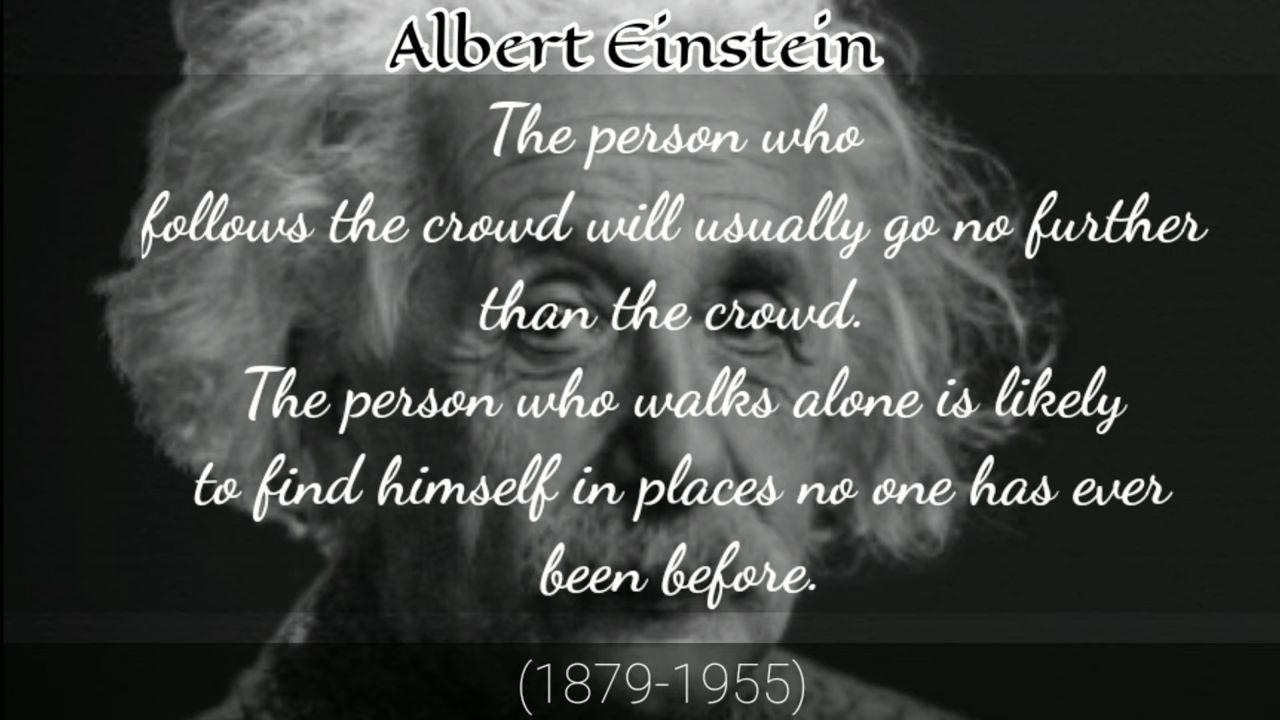 Albert Einstein
The person who
follows the crowd will usually go no further
than the crowd.
The person who walks alone is likely
to find himself in places no one has ever
been before.
(1879-1955)